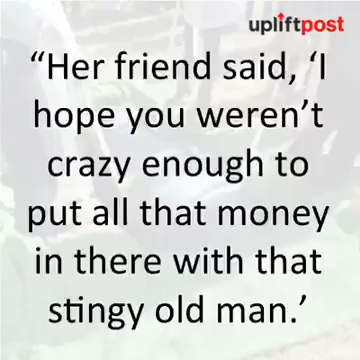 upliftpost
“Her friend said, ‘I
hope you weren’t
crazy enough to
put all that money
in there with that
stingy old man.’